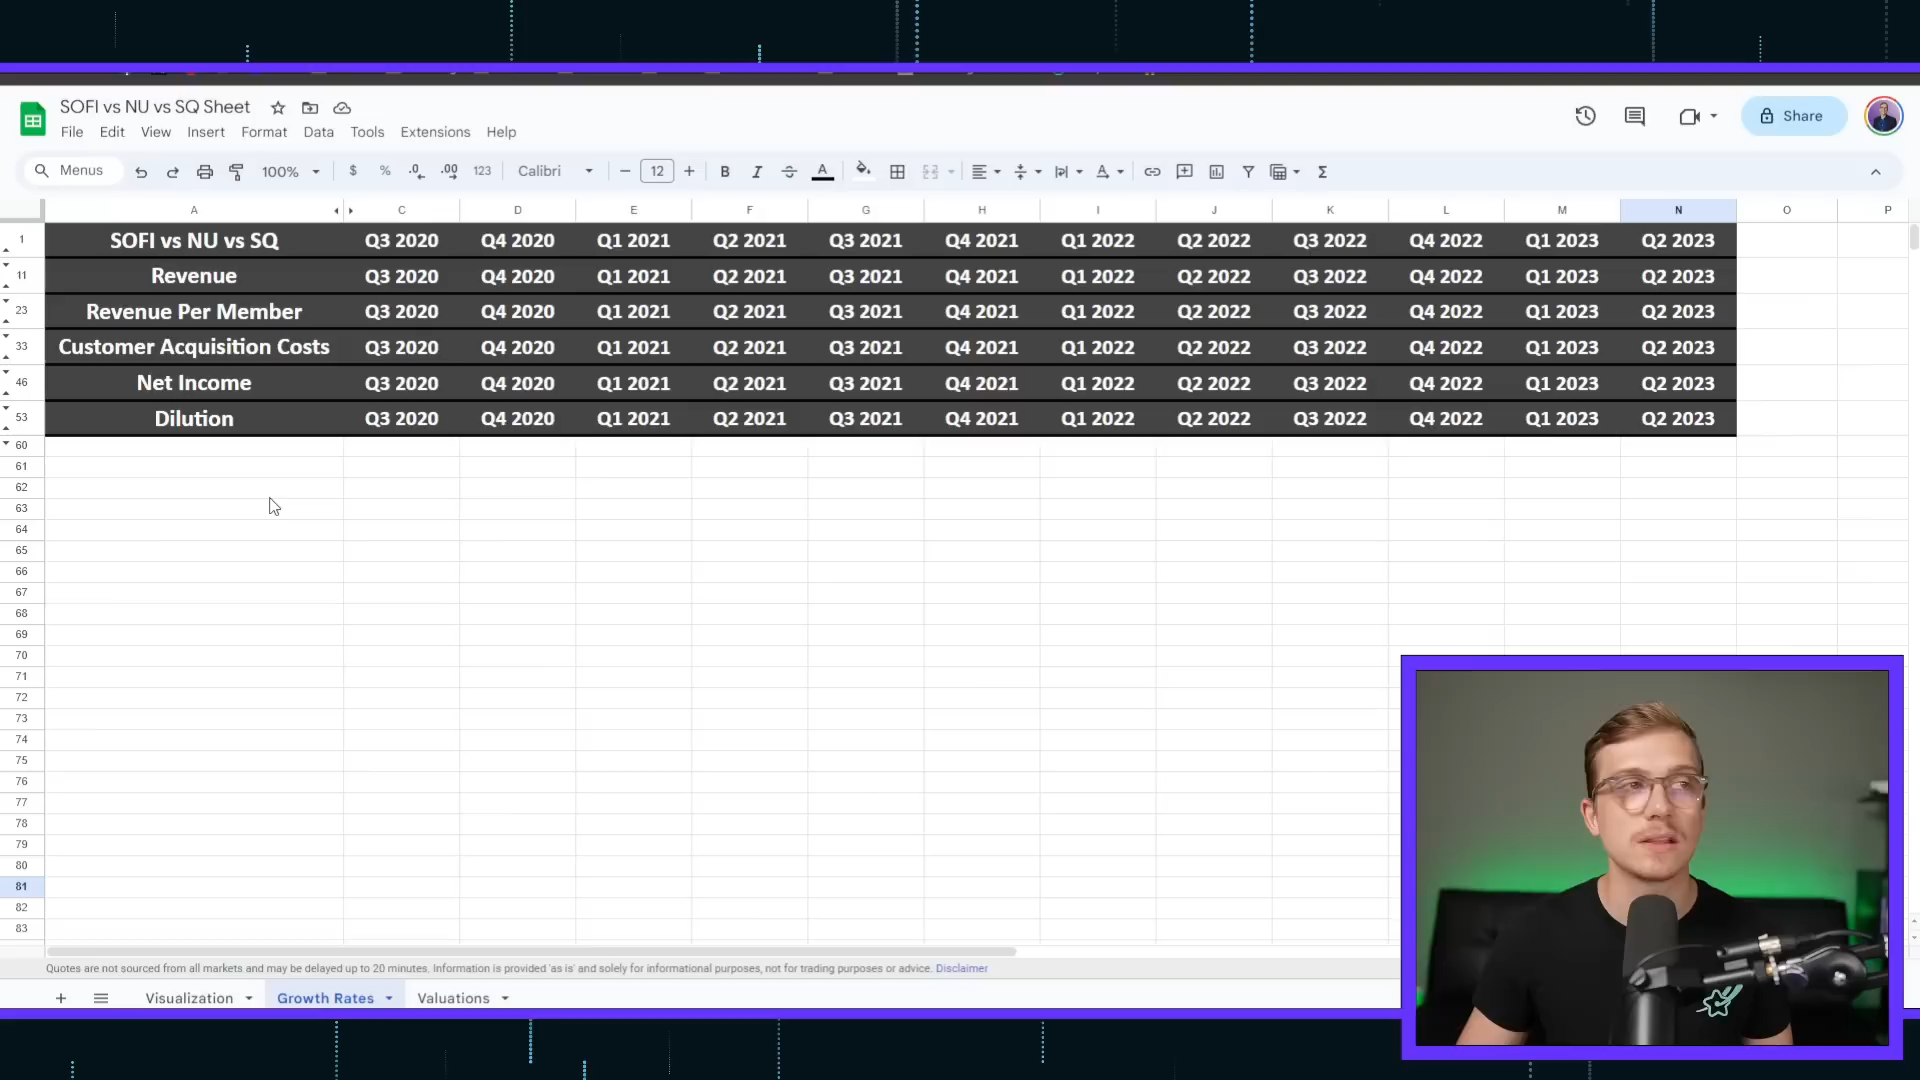 SOFI vs NU vs SQ Sheet
File Edit View Insert Format Data Tools Extensions Help
Share
Menus 100% $ % .0 .00 123 Calibri 12 B I A A Σ
A C D E F G H I J K L M N O P
1 SOFI vs NU vs SQ Q3 2020 Q4 2020 Q1 2021 Q2 2021 Q3 2021 Q4 2021 Q1 2022 Q2 2022 Q3 2022 Q4 2022 Q1 2023 Q2 2023
11 Revenue Q3 2020 Q4 2020 Q1 2021 Q2 2021 Q3 2021 Q4 2021 Q1 2022 Q2 2022 Q3 2022 Q4 2022 Q1 2023 Q2 2023
23 Revenue Per Member Q3 2020 Q4 2020 Q1 2021 Q2 2021 Q3 2021 Q4 2021 Q1 2022 Q2 2022 Q3 2022 Q4 2022 Q1 2023 Q2 2023
33 Customer Acquisition Costs Q3 2020 Q4 2020 Q1 2021 Q2 2021 Q3 2021 Q4 2021 Q1 2022 Q2 2022 Q3 2022 Q4 2022 Q1 2023 Q2 2023
46 Net Income Q3 2020 Q4 2020 Q1 2021 Q2 2021 Q3 2021 Q4 2021 Q1 2022 Q2 2022 Q3 2022 Q4 2022 Q1 2023 Q2 2023
53 Dilution Q3 2020 Q4 2020 Q1 2021 Q2 2021 Q3 2021 Q4 2021 Q1 2022 Q2 2022 Q3 2022 Q4 2022 Q1 2023 Q2 2023
60
61
62
63
64
65
66
67
68
69
70
71
72
73
74
75
76
77
78
79
80
81
82
83
Quotes are not sourced from all markets and may be delayed up to 20 minutes. Information is provided 'as is' and solely for informational purposes, not for trading purposes or advice. Disclaimer
+ Visualization Growth Rates Valuations